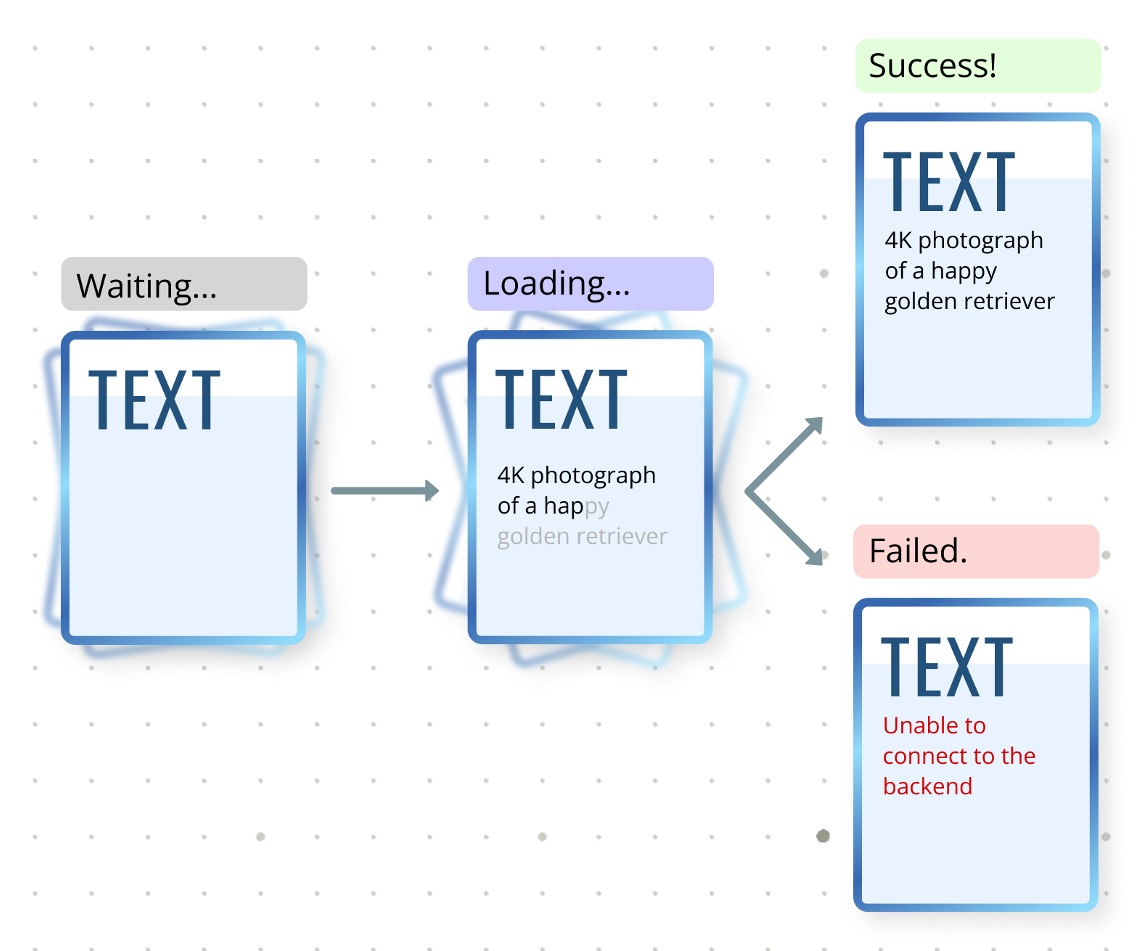 Waiting...
TEXT
Loading...
TEXT
4K photograph
of a happy
golden retriever
Success!
TEXT
4K photograph
of a happy
golden retriever
Failed.
TEXT
Unable to
connect to the
backend